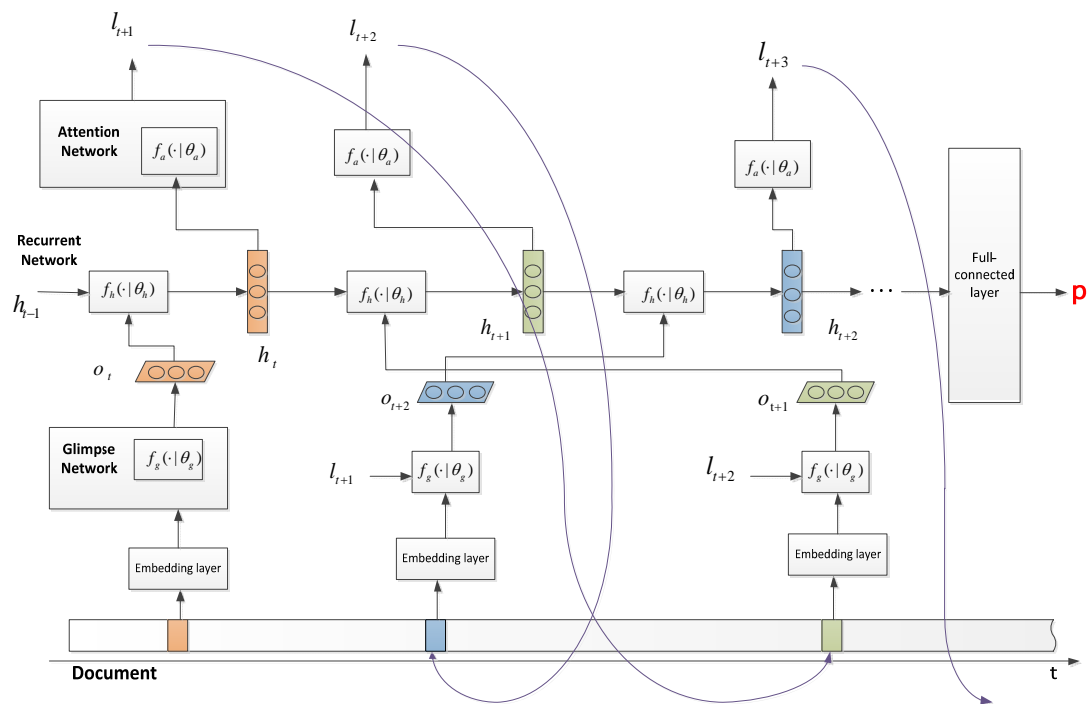 l_{t+1}
l_{t+2}
l_{t+3}
Attention
Network
f_a(·|θ_a)
f_a(·|θ_a)
f_a(·|θ_a)
Recurrent
Network
h_{t-1}
f_h(·|θ_h)
h_t
f_h(·|θ_h)
h_{t+1}
f_h(·|θ_h)
h_{t+2}
...
Full-
connected
layer
p
o_t
o_{t+2}
o_{t+1}
Glimpse
Network
f_g(·|θ_g)
l_{t+1}
f_g(·|θ_g)
l_{t+2}
f_g(·|θ_g)
Embedding layer
Embedding layer
Embedding layer
Document
t